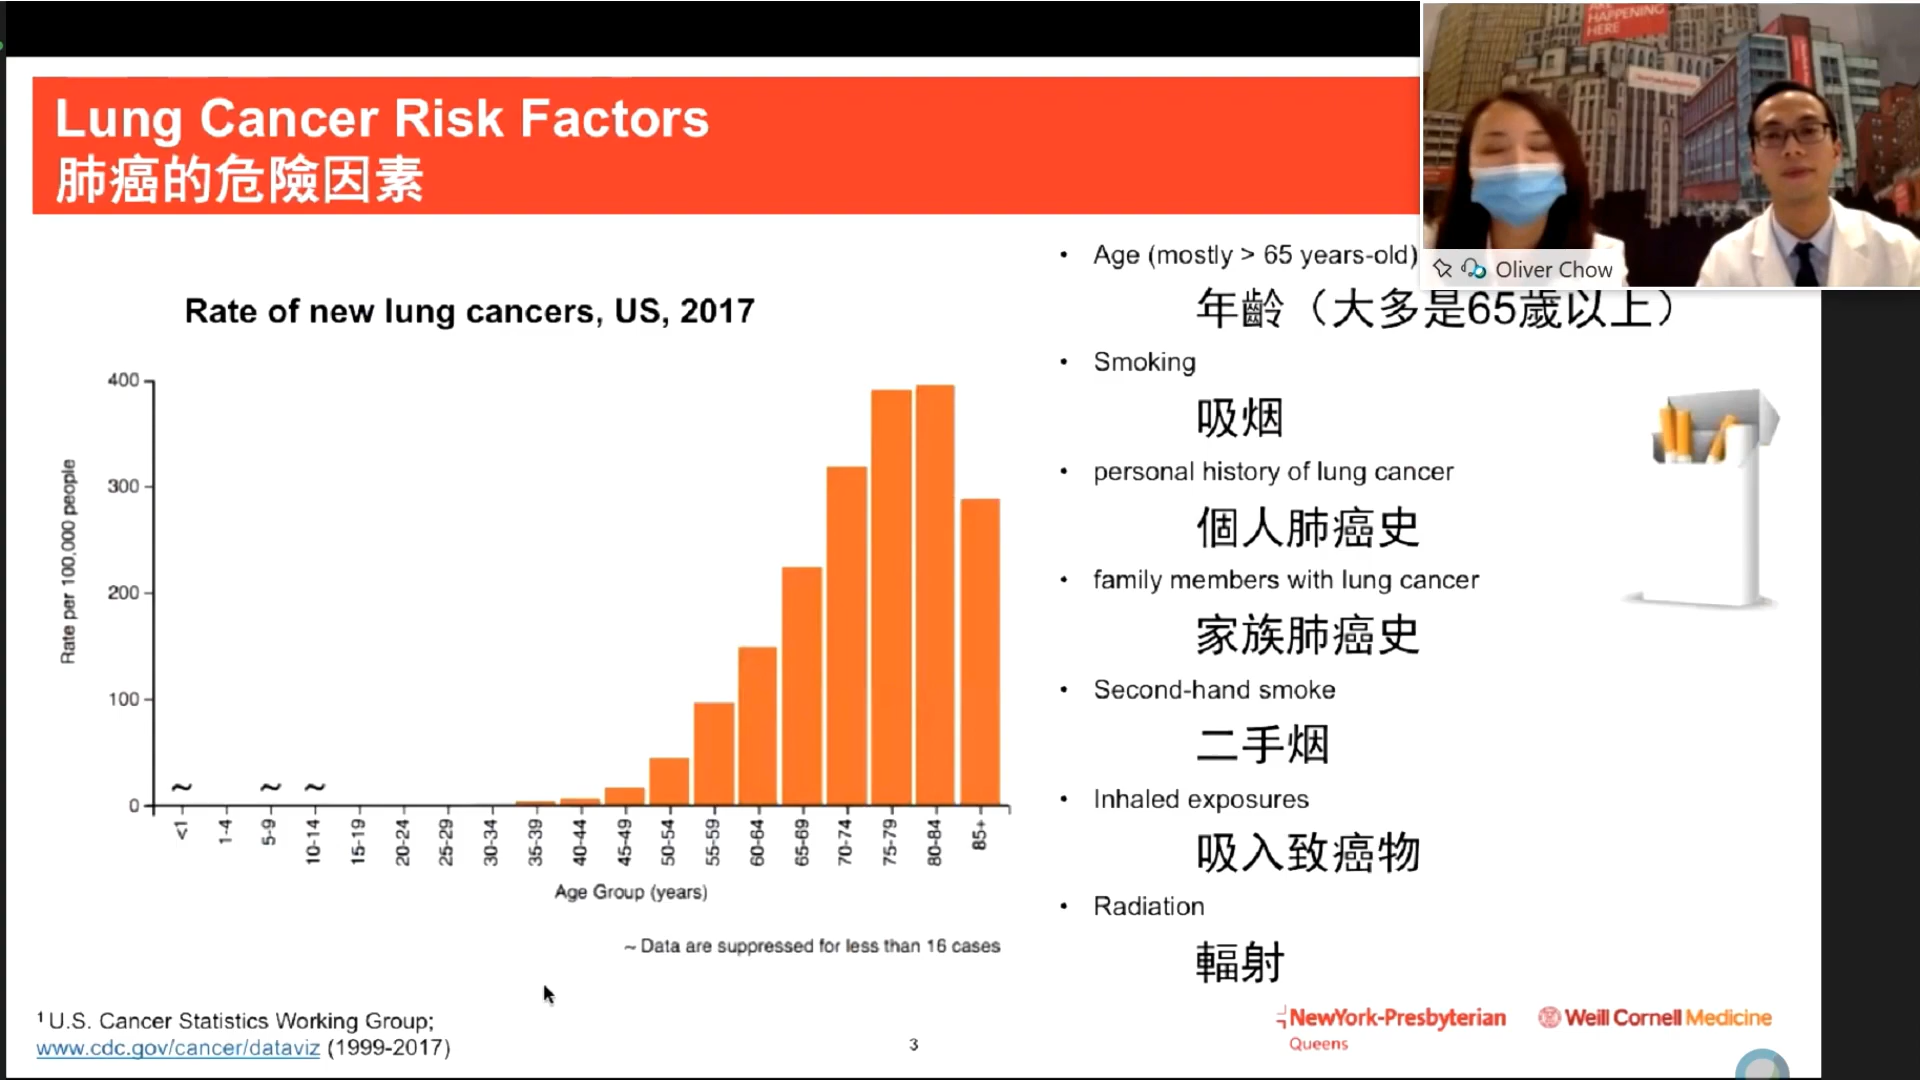 Lung Cancer Risk Factors
肺癌的危險因素
Rate of new lung cancers, US, 2017
Rate per 100,000 people
400
300
200
100
0
~ ~ ~
<1 1-4 5-9 10-14 15-19 20-24 25-29 30-34 35-39 40-44 45-49 50-54 55-59 60-64 65-69 70-74 75-79 80-84 85+
Age Group (years)
~ Data are suppressed for less than 16 cases
• Age (mostly > 65 years-old)
年齡（大多是65歲以上）
• Smoking
吸烟
• personal history of lung cancer
個人肺癌史
• family members with lung cancer
家族肺癌史
• Second-hand smoke
二手烟
• Inhaled exposures
吸入致癌物
• Radiation
輻射
1 U.S. Cancer Statistics Working Group;
www.cdc.gov/cancer/dataviz (1999-2017)
3
NewYork-Presbyterian
Queens
Weill Cornell Medicine
HAPPENING
HERE
NewYork-Presbyterian
Oliver Chow